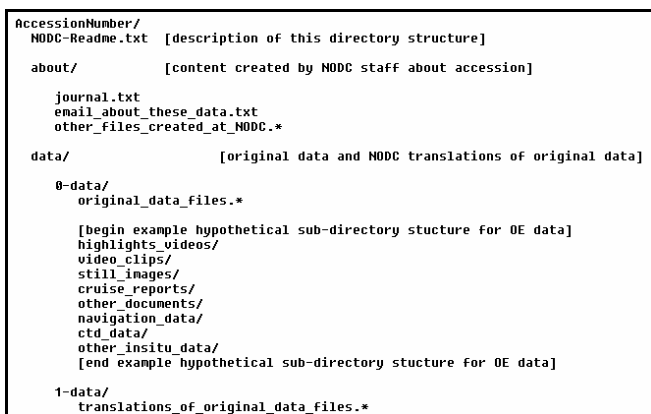 AccessionNumber/
NODC-Readme.txt [description of this directory structure]
about/ [content created by NODC staff about accession]
journal.txt
email_about_these_data.txt
other_files_created_at_NODC.*
data/ [original data and NODC translations of original data]
0-data/
original_data_files.*
[begin example hypothetical sub-directory stucture for OE data]
highlights_videos/
video_clips/
still_images/
cruise_reports/
other_documents/
navigation_data/
ctd_data/
other_insitu_data/
[end example hypothetical sub-directory stucture for OE data]
1-data/
translations_of_original_data_files.*